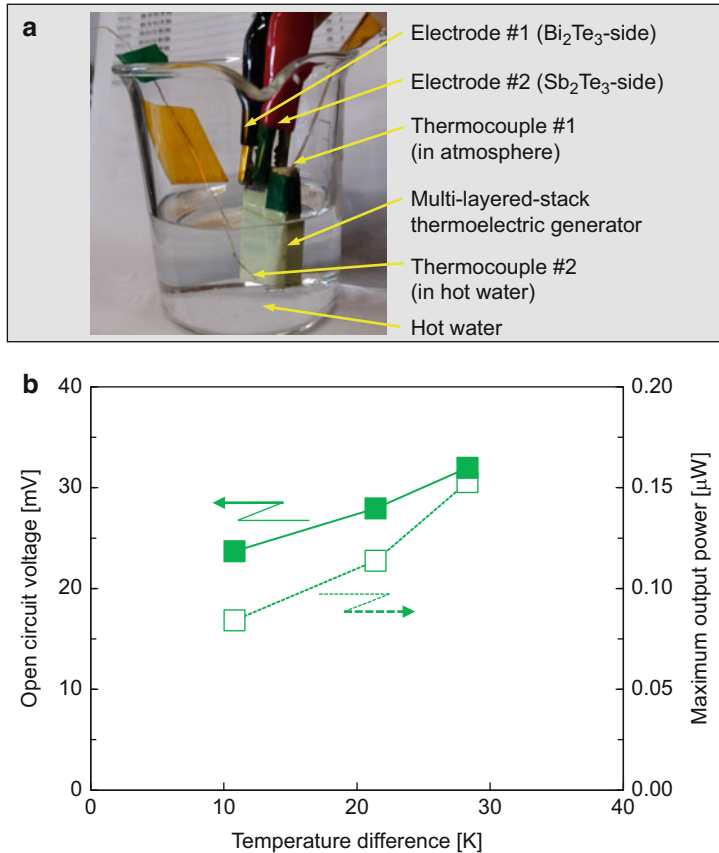 a
Electrode #1 (Bi₂Te₃-side)
Electrode #2 (Sb₂Te₃-side)
Thermocouple #1
(in atmosphere)
Multi-layered-stack
thermoelectric generator
Thermocouple #2
(in hot water)
Hot water
b
Open circuit voltage [mV]
40
30
20
10
0
0.20
0.15
0.10
0.05
0.00
Maximum output power [μW]
0
10
20
30
40
Temperature difference [K]